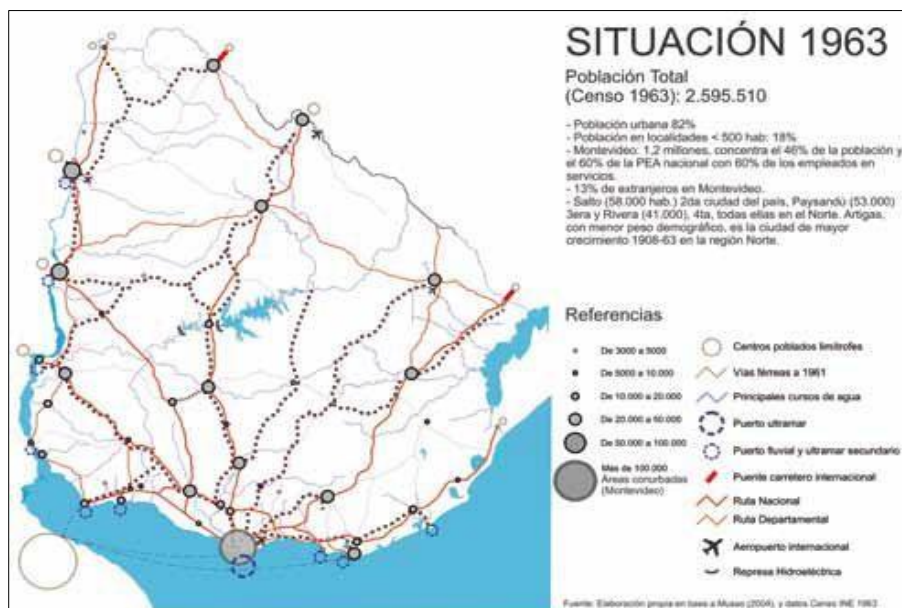 SITUACIÓN 1963
Población Total
(Censo 1963): 2.595.510
- Población urbana 82%
- Población en localidades < 500 hab: 18%
- Montevideo: 1,2 millones, concentra el 46% de la población y
el 60% de la PEA nacional con 60% de los empleados en
servicios.
- 13% de extranjeros en Montevideo.
- Salto (58.000 hab.) 2da ciudad del país, Paysandú (53.000)
3era y Rivera (41.000), 4ta, todas ellas en el Norte. Artigas,
con menor peso demográfico, es la ciudad de mayor
crecimiento 1908-63 en la región Norte.
Referencias
De 3000 a 5000
De 5000 a 10.000
De 10.000 a 20.000
De 20.000 a 50.000
De 50.000 a 100.000
Mas de 100.000
Áreas conurbadas
(Montevideo)
Centros poblados limítrofes
Vías férreas a 1961
Principales cursos de agua
Puerto ultramar
Puerto fluvial y ultramar secundario
Puente carretero internacional
Ruta Nacional
Ruta Departamental
Aeropuerto internacional
Represa Hidroeléctrica
Fuente: Elaboración propia en base a Musso (2004), y datos Censo INE 1963